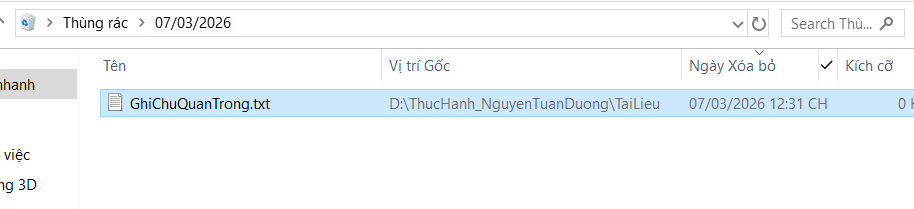 Thùng rác > 07/03/2026
Search Thù...
Tên Vị trí Gốc Ngày Xóa bỏ Kích cỡ
nhanh
GhiChuQuanTrong.txt D:\ThucHanh_NguyenTuanDuong\TaiLieu 07/03/2026 12:31 CH 0
việc
ng 3D